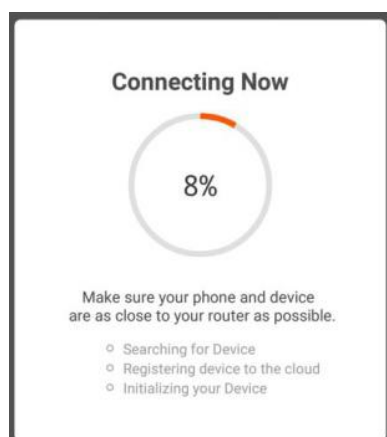 Connecting Now
8%
Make sure your phone and device
are as close to your router as possible.
Searching for Device
Registering device to the cloud
Initializing your Device